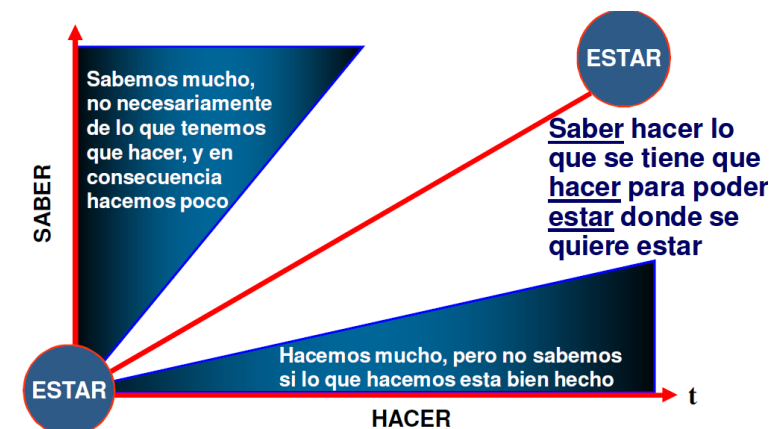 SABER
Sabemos mucho,
no necesariamente
de lo que tenemos
que hacer, y en
consecuencia
hacemos poco
ESTAR
Saber hacer lo
que se tiene que
hacer para poder
estar donde se
quiere estar
Hacemos mucho, pero no sabemos
si lo que hacemos esta bien hecho
ESTAR
t
HACER